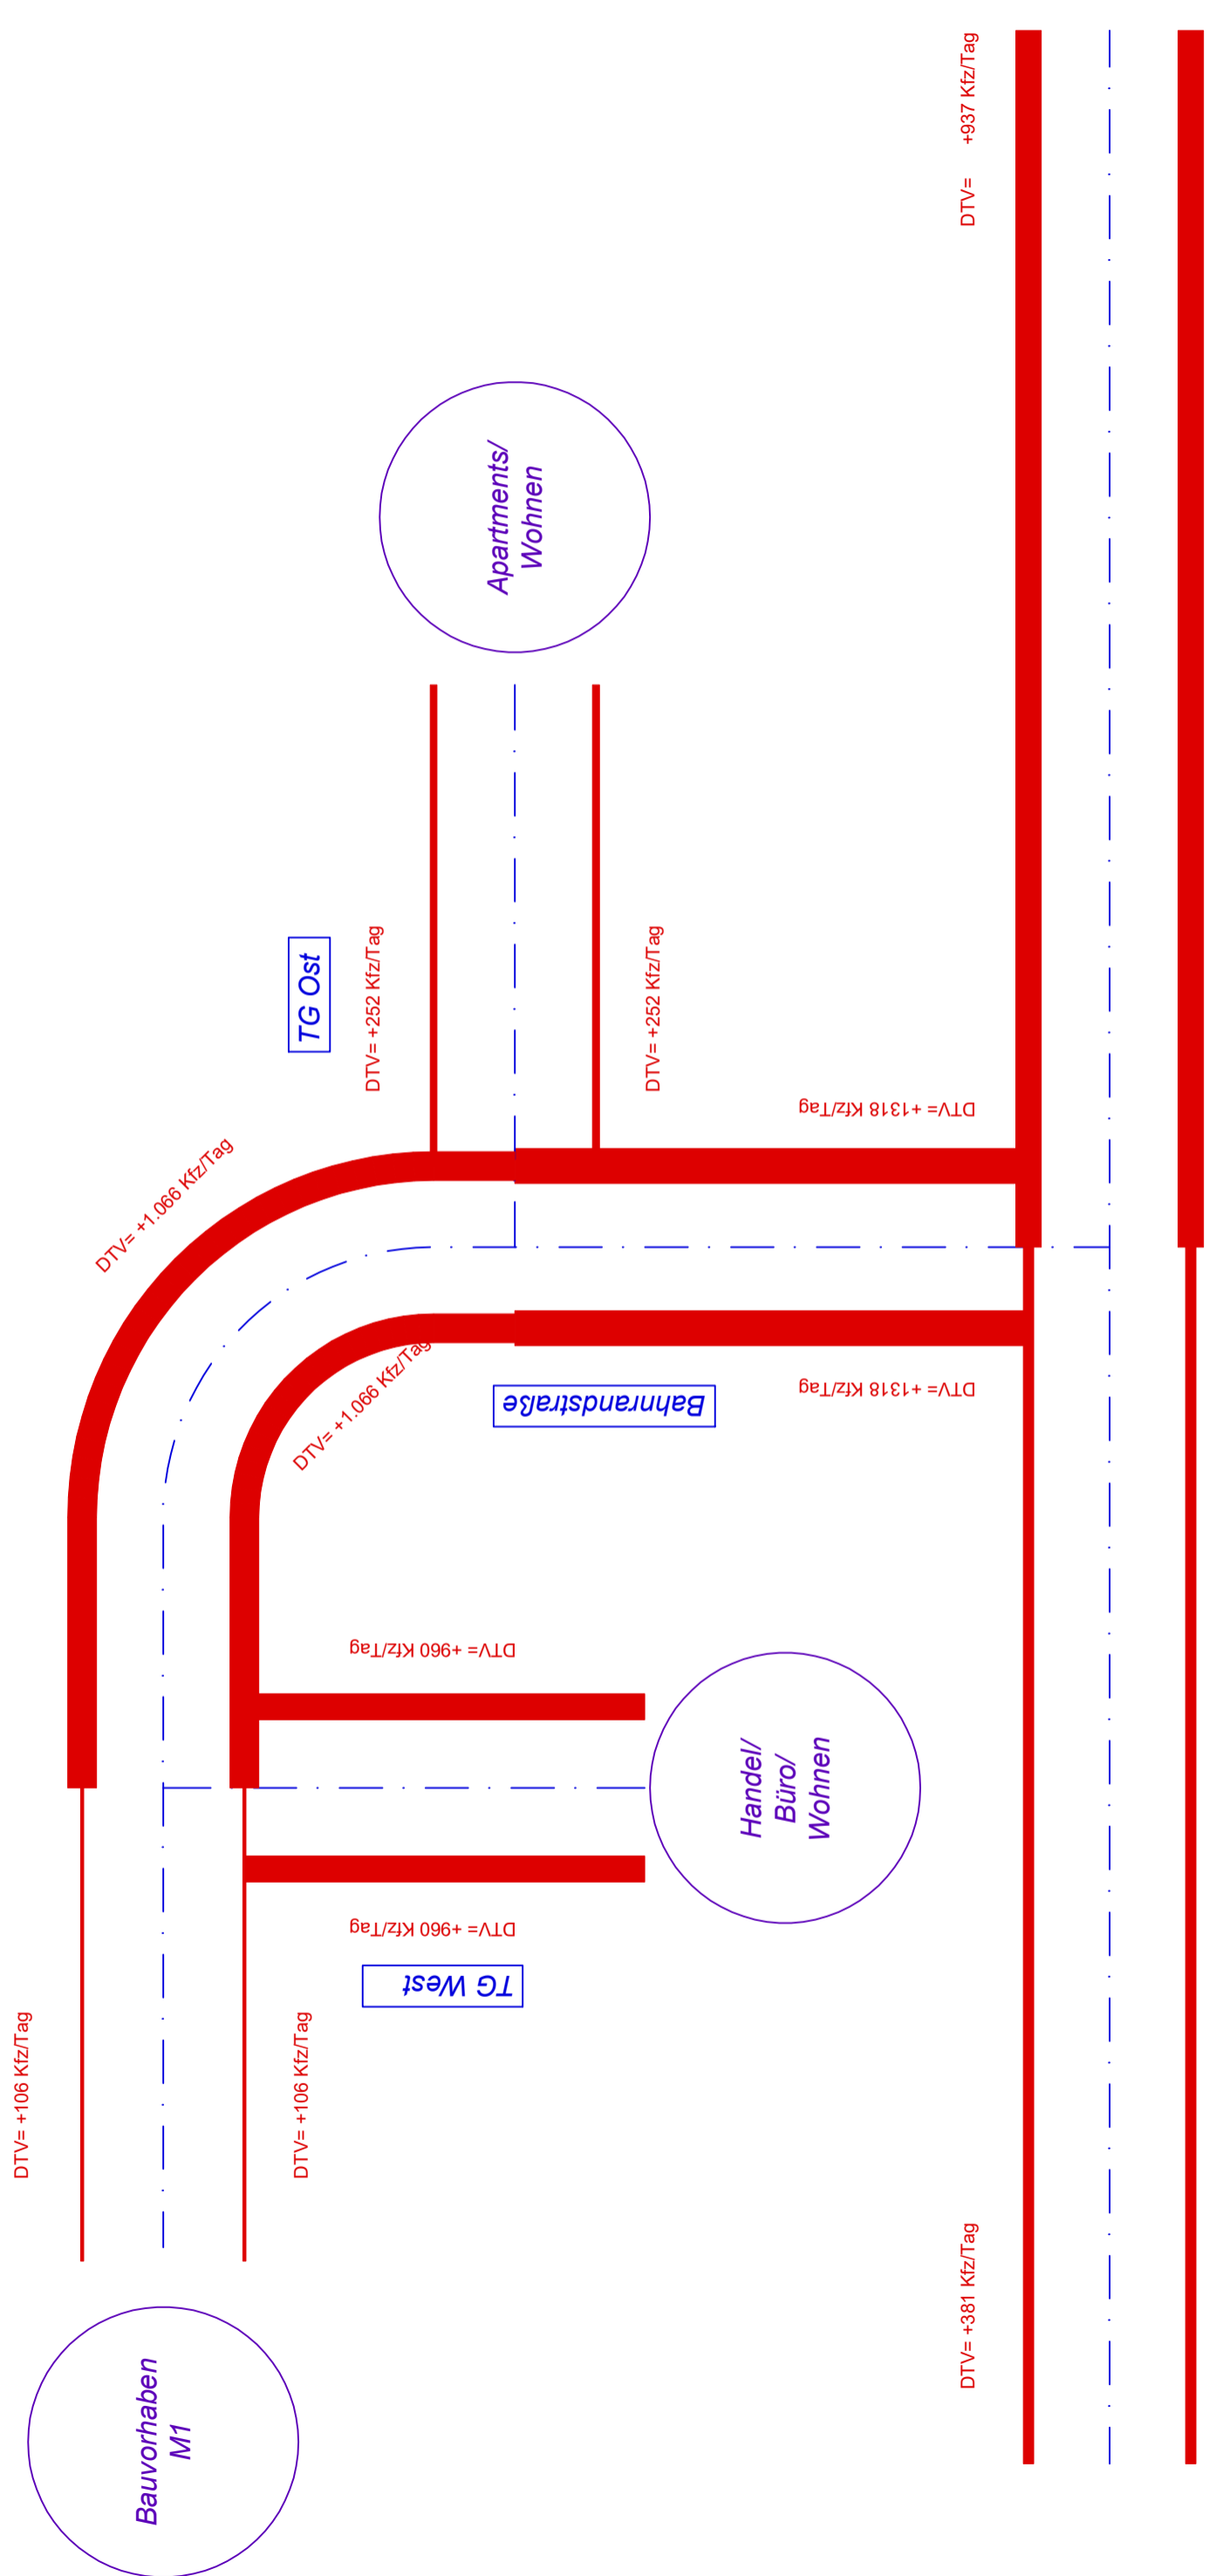 DTV= +937 Kfz/Tag
Apartments/
Wohnen
TG Ost
DTV= +252 Kfz/Tag
DTV= +252 Kfz/Tag
DTV= +1318 Kfz/Tag
DTV= +1.066 Kfz/Tag
DTV= +1.066 Kfz/Tag
Bahnrandstraße
DTV= +1318 Kfz/Tag
DTV= +960 Kfz/Tag
Handel/
Büro/
Wohnen
DTV= +960 Kfz/Tag
TG West
DTV= +106 Kfz/Tag
DTV= +106 Kfz/Tag
DTV= +381 Kfz/Tag
Bauvorhaben
M1